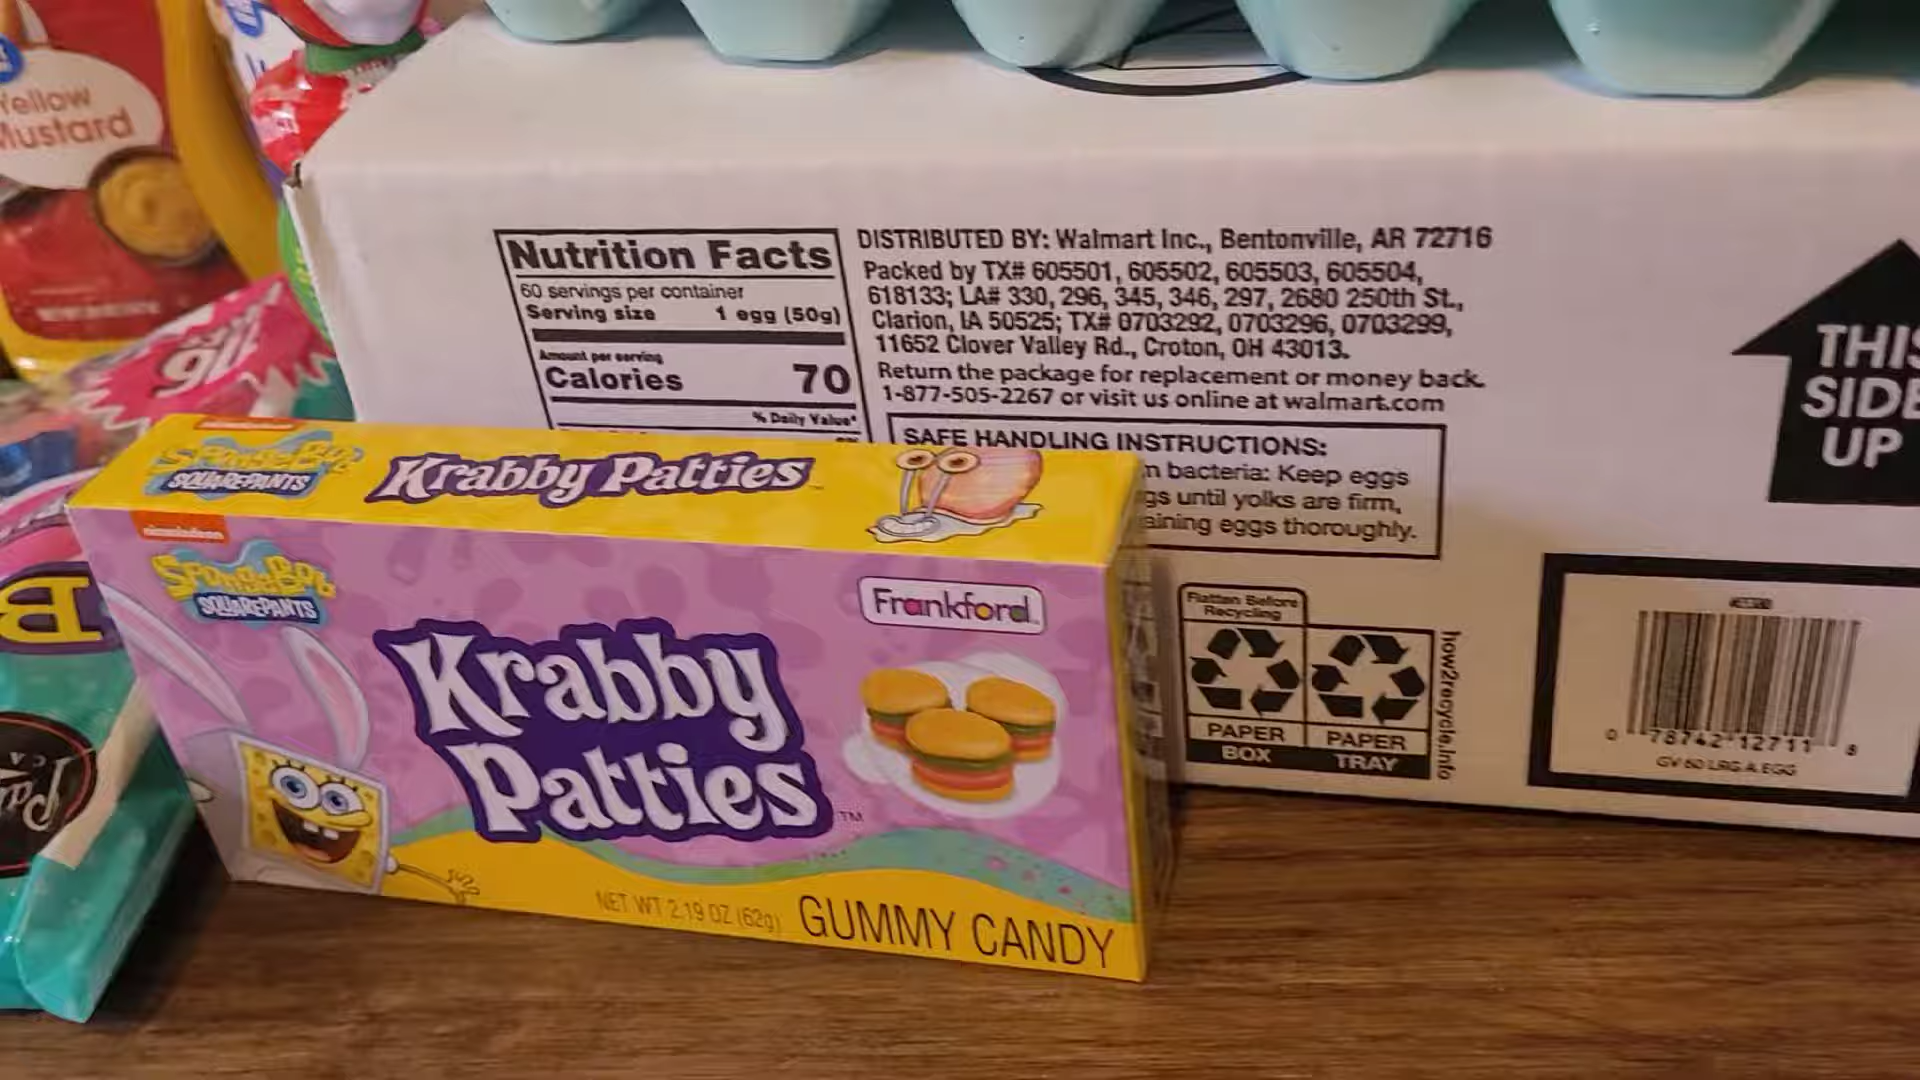 Yellow
Mustard
Nutrition Facts
60 servings per container
Serving size 1 egg (50g)
Amount per serving
Calories 70
% Daily Value*
DISTRIBUTED BY: Walmart Inc., Bentonville, AR 72716
Packed by TX# 605501, 605502, 605503, 605504,
618133; LA# 330, 296, 345, 346, 297, 2680 250th St.,
Clarion, IA 50525; TX# 0703292, 0703296, 0703299,
11652 Clover Valley Rd., Croton, OH 43013.
Return the package for replacement or money back.
1-877-505-2267 or visit us online at walmart.com
SAFE HANDLING INSTRUCTIONS:
bacteria: Keep eggs
until yolks are firm,
eggs thoroughly.
THIS
SIDE
UP
Flatten Before
Recycling
PAPER
BOX
PAPER
TRAY
how2recycle.info
0 78742 12711 8
GV 60 LRG A EGG
SPONGEBOB
SQUAREPANTS
Krabby Patties
nickelodeon
SPONGEBOB
SQUAREPANTS
Frankford
Krabby
Patties™
NET WT 2.19 OZ (62g) GUMMY CANDY